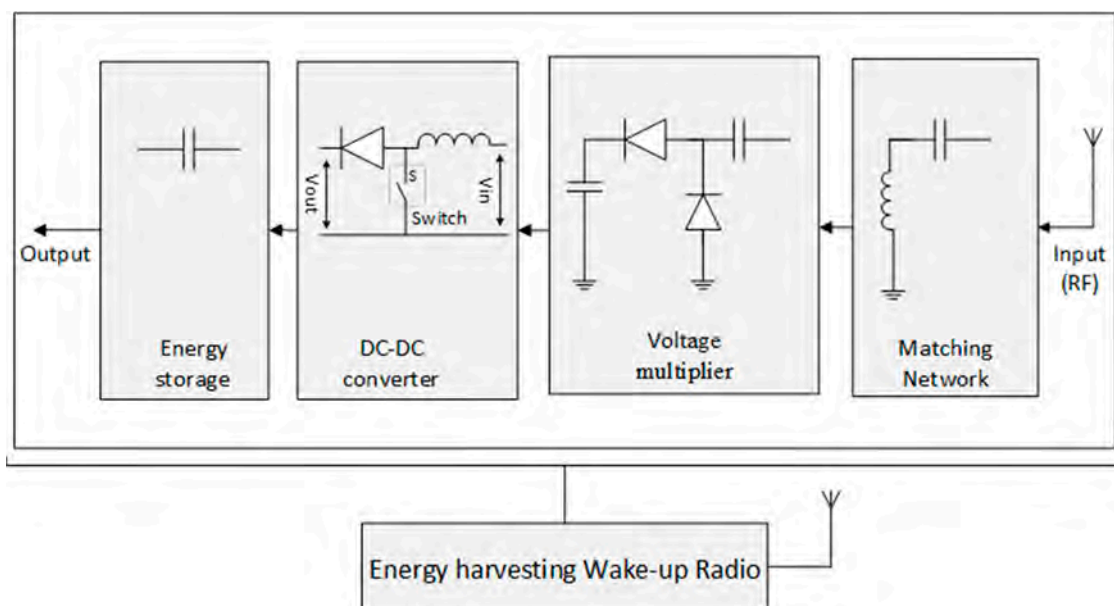 Output
Energy
storage
Vout
S
Switch
Vin
DC-DC
converter
Voltage
multiplier
Matching
Network
Input
(RF)
Energy harvesting Wake-up Radio